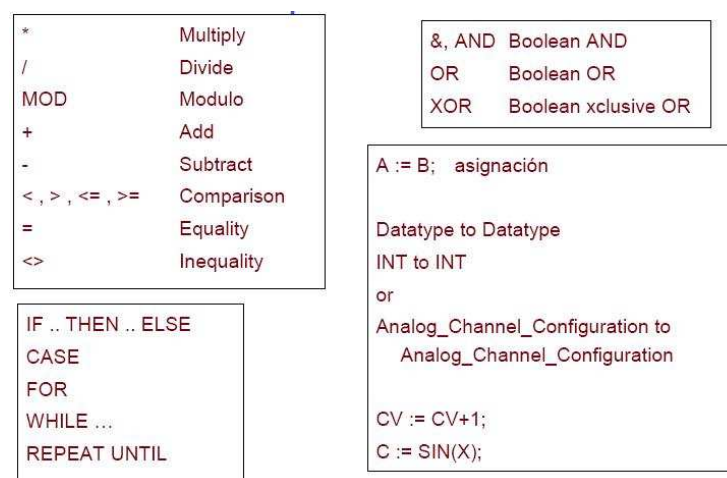 * Multiply
/ Divide
MOD Modulo
+ Add
- Subtract
< , > , <= , >= Comparison
= Equality
<> Inequality
&, AND Boolean AND
OR Boolean OR
XOR Boolean xclusive OR
IF .. THEN .. ELSE
CASE
FOR
WHILE ...
REPEAT UNTIL
A := B; asignación
Datatype to Datatype
INT to INT
or
Analog_Channel_Configuration to
Analog_Channel_Configuration
CV := CV+1;
C := SIN(X);